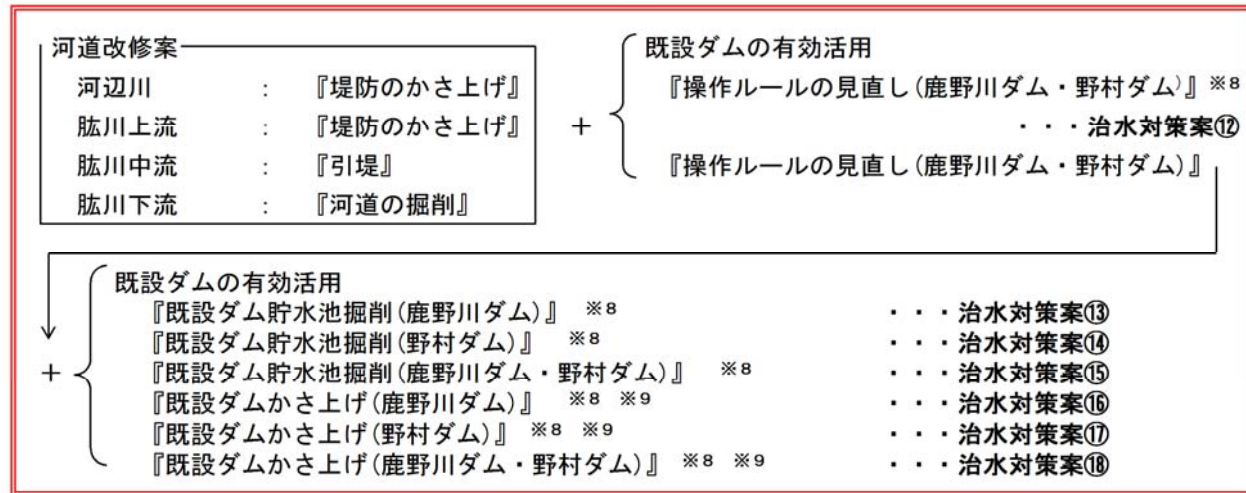 河道改修案
河辺川 : 『堤防のかさ上げ』
肱川上流 : 『堤防のかさ上げ』
肱川中流 : 『引堤』
肱川下流 : 『河道の掘削』
+
既設ダムの有効活用
『操作ルールの見直し(鹿野川ダム・野村ダム)』※8
・・・治水対策案⑫
『操作ルールの見直し(鹿野川ダム・野村ダム)』
+
既設ダムの有効活用
『既設ダム貯水池掘削(鹿野川ダム)』 ※8 ・・・治水対策案⑬
『既設ダム貯水池掘削(野村ダム)』 ※8 ・・・治水対策案⑭
『既設ダム貯水池掘削(鹿野川ダム・野村ダム)』 ※8 ・・・治水対策案⑮
『既設ダムかさ上げ(鹿野川ダム)』 ※8 ※9 ・・・治水対策案⑯
『既設ダムかさ上げ(野村ダム)』 ※8 ※9 ・・・治水対策案⑰
『既設ダムかさ上げ(鹿野川ダム・野村ダム)』 ※8 ※9 ・・・治水対策案⑱